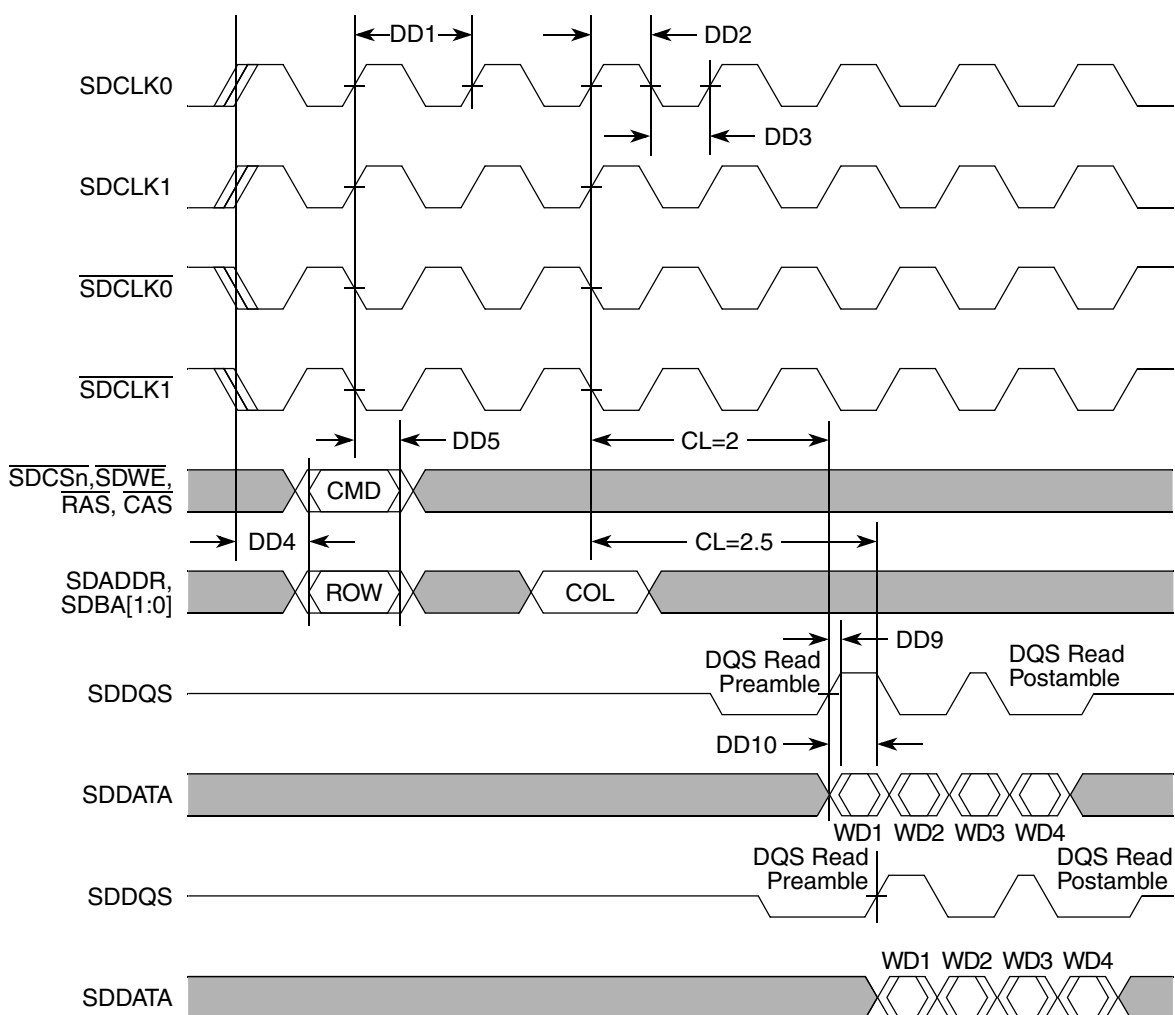 DD1
DD2
SDCLK0
DD3
SDCLK1
SDCLK0
SDCLK1
DD5
CL=2
SDCSn,SDWE,
RAS, CAS
CMD
DD4
CL=2.5
SDADDR,
SDBA[1:0]
ROW
COL
DD9
DQS Read
Preamble
DQS Read
Postamble
SDDQS
DD10
SDDATA
WD1 WD2 WD3 WD4
DQS Read
Preamble
DQS Read
Postamble
SDDQS
WD1 WD2 WD3 WD4
SDDATA